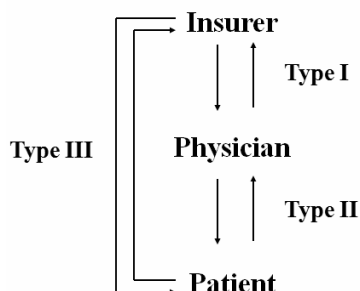 Insurer
Type I
Type III
Physician
Type II
Patient